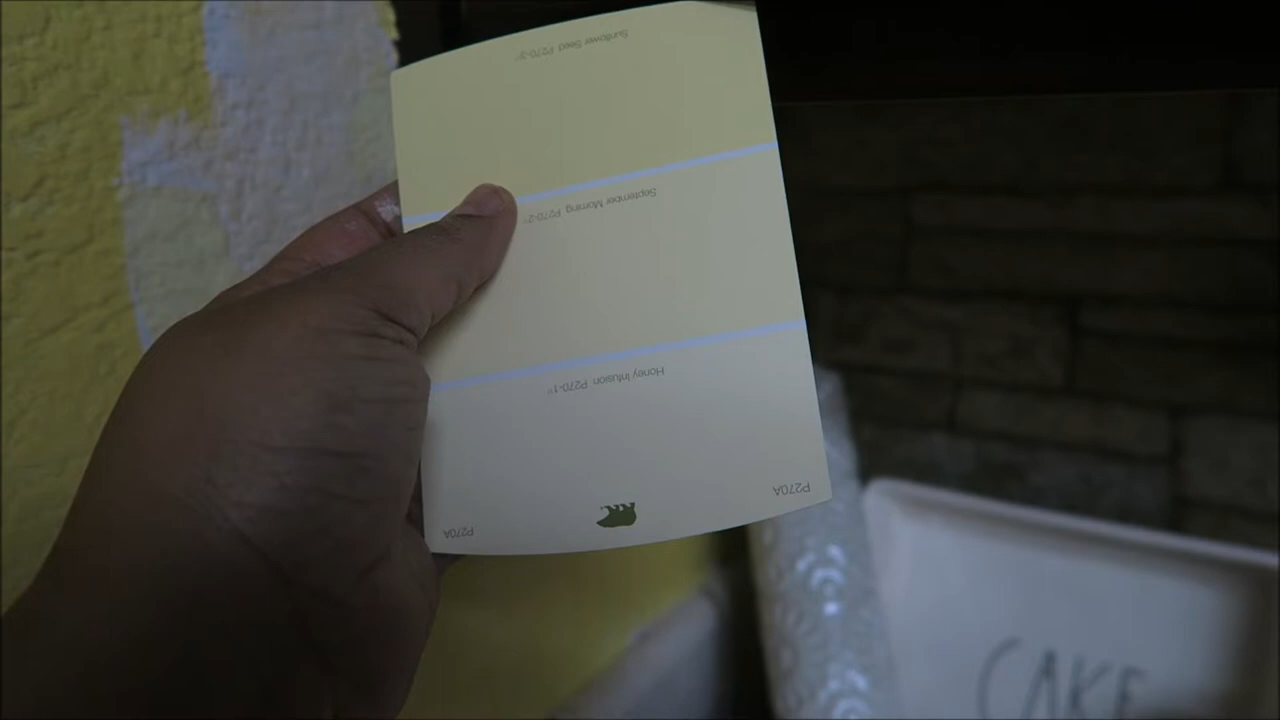 Sunflower Seed P270-3
September Morning P270-2
Honey Infusion P270-1
P270A
P270A
CAKE